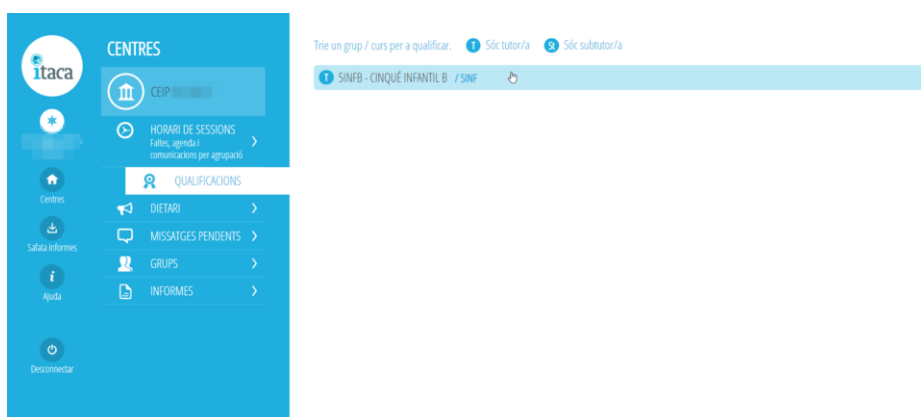 itaca
Centres
Safata Informes
i
Ajuda
Desconnectar
CENTRES
CEIP
HORARI DE SESSIONS
Faltes, agenda i
comunicacions per agrupació
QUALIFICACIONS
DIETARI
MISSATGES PENDENTS
GRUPS
INFORMES
Trie un grup / curs per a qualificar. T Sóc tutor/a St Sóc subtutor/a
T 5INFB - CINQUÉ INFANTIL B / 5INF